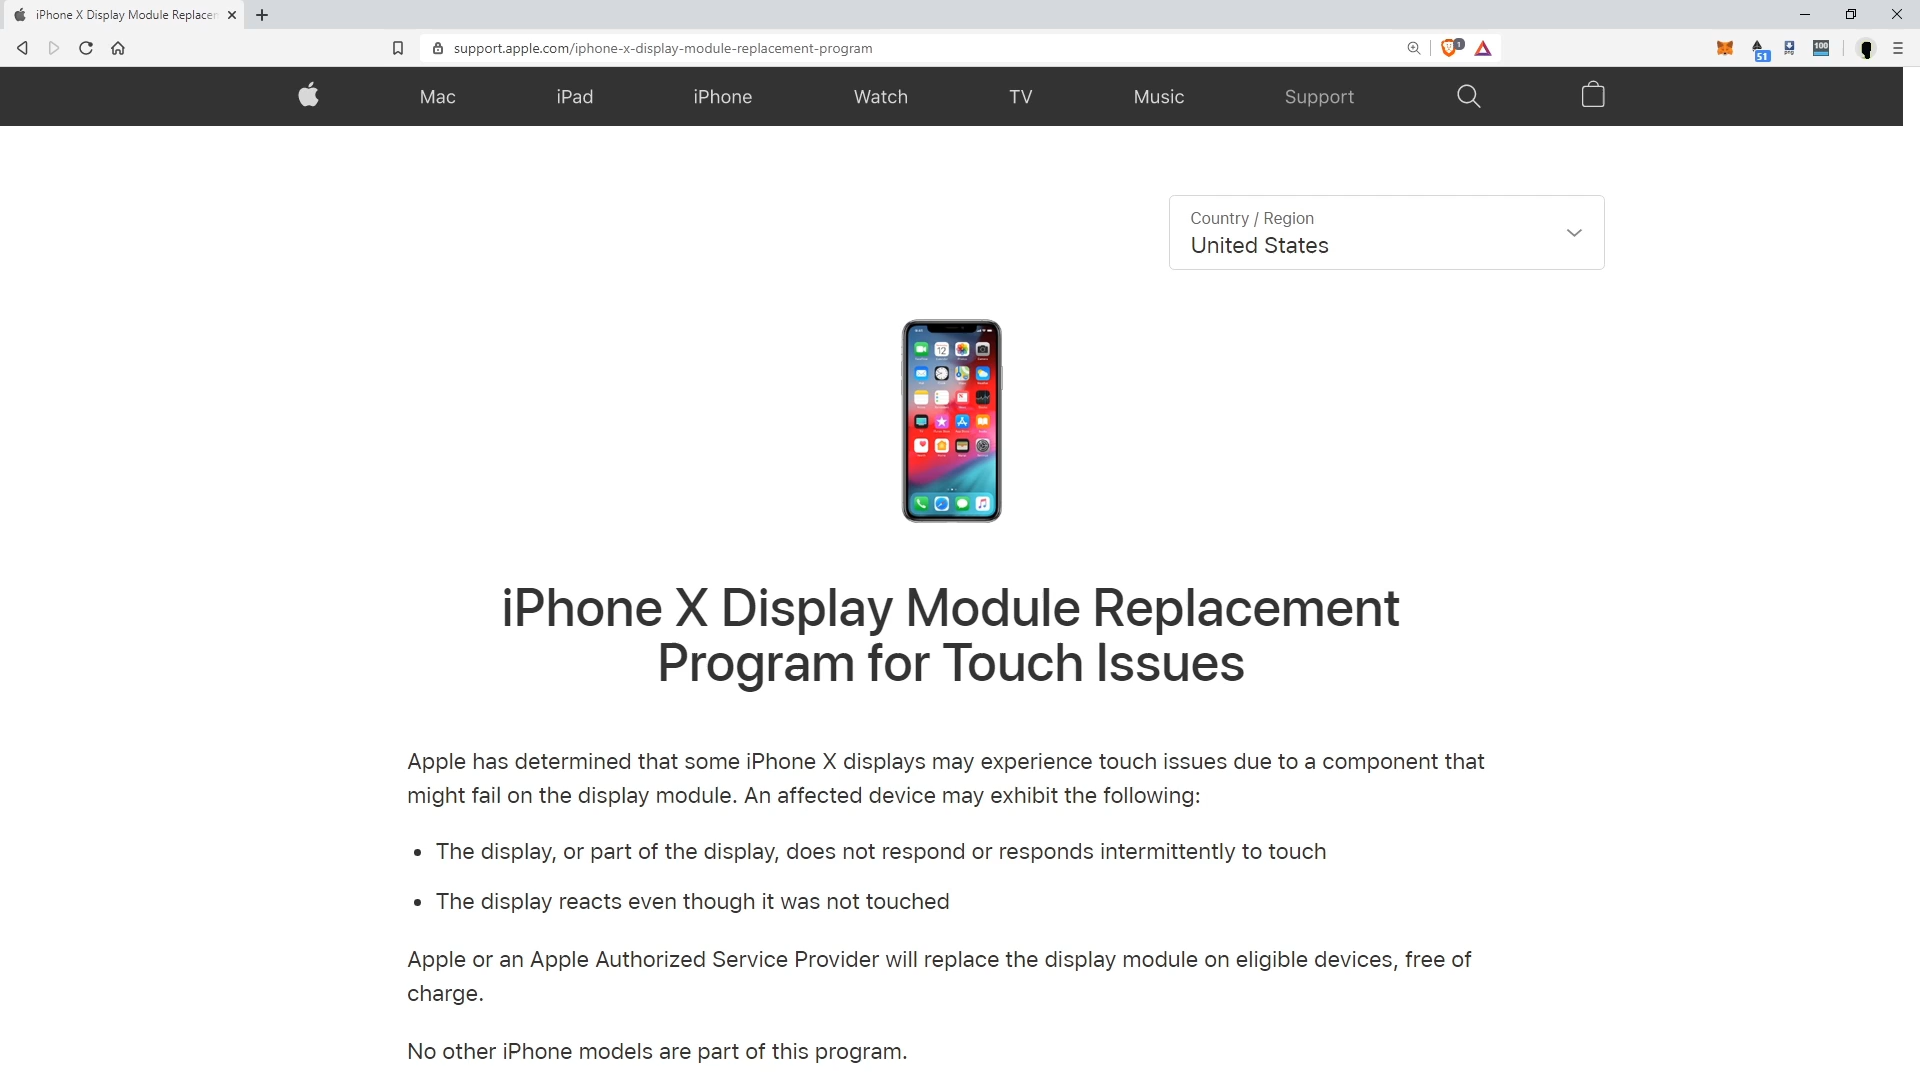 iPhone X Display Module Replacen
support.apple.com/iphone-x-display-module-replacement-program
1
51
100
Mac iPad iPhone Watch TV Music Support
Country / Region
United States
iPhone X Display Module Replacement
Program for Touch Issues
Apple has determined that some iPhone X displays may experience touch issues due to a component that
might fail on the display module. An affected device may exhibit the following:
• The display, or part of the display, does not respond or responds intermittently to touch
• The display reacts even though it was not touched
Apple or an Apple Authorized Service Provider will replace the display module on eligible devices, free of
charge.
No other iPhone models are part of this program.